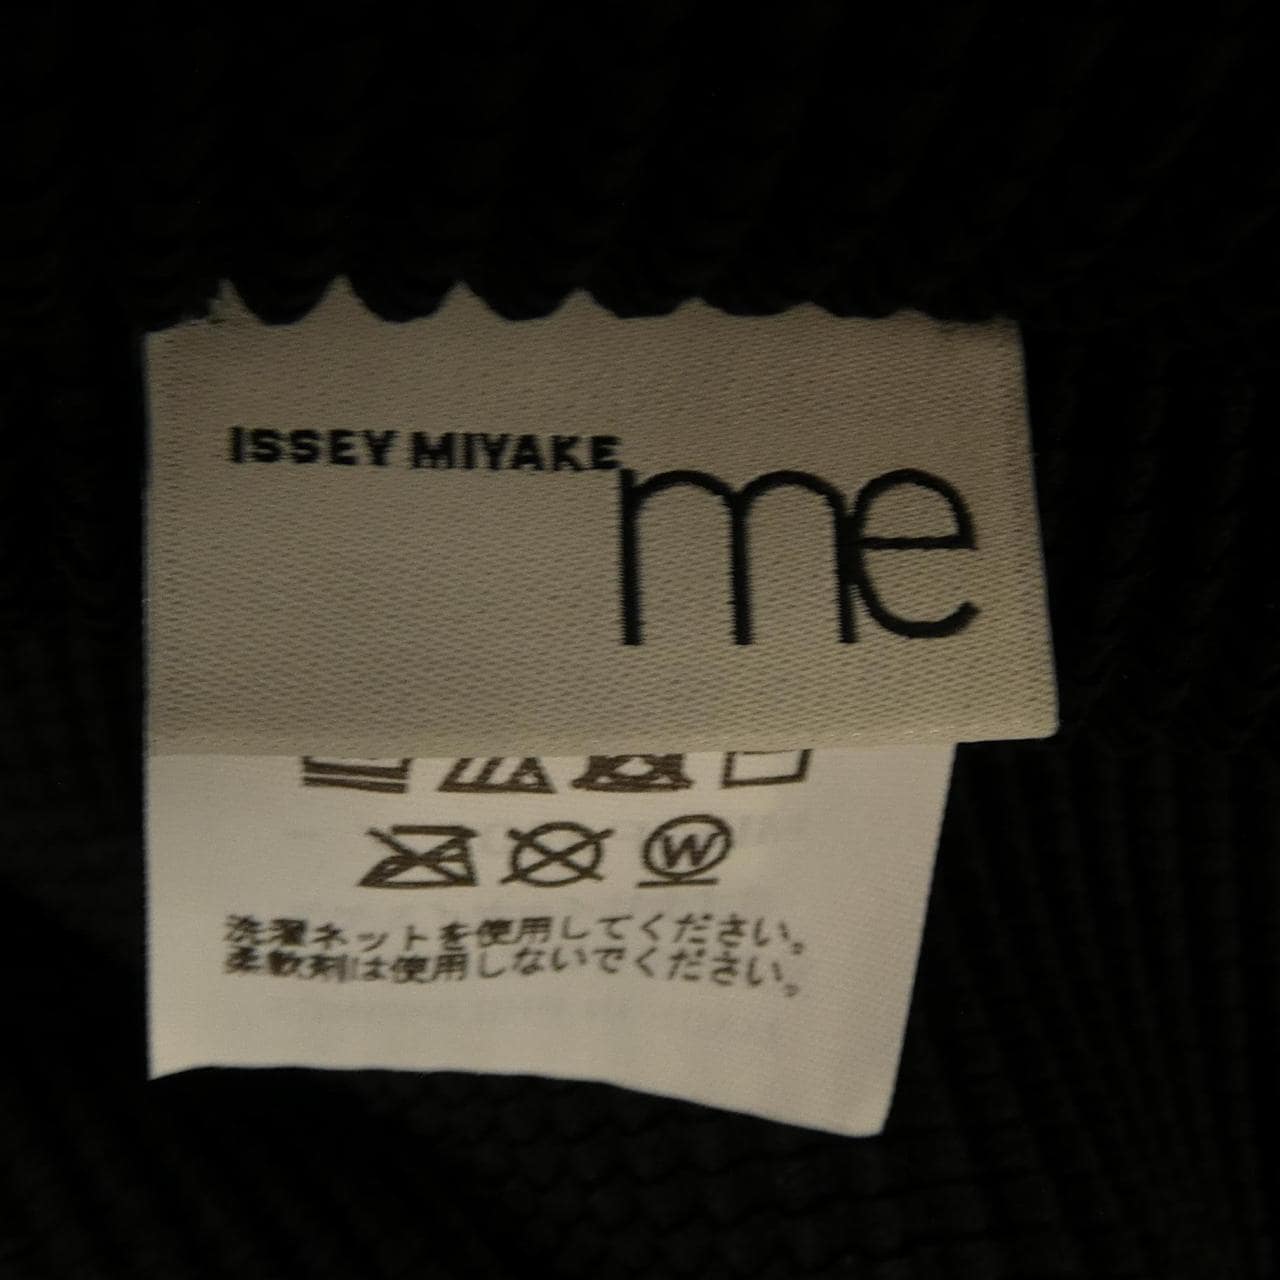 ISSEY MIYAKE
me
W
洗濯ネットを使用してください。
柔軟剤は使用しないでください。